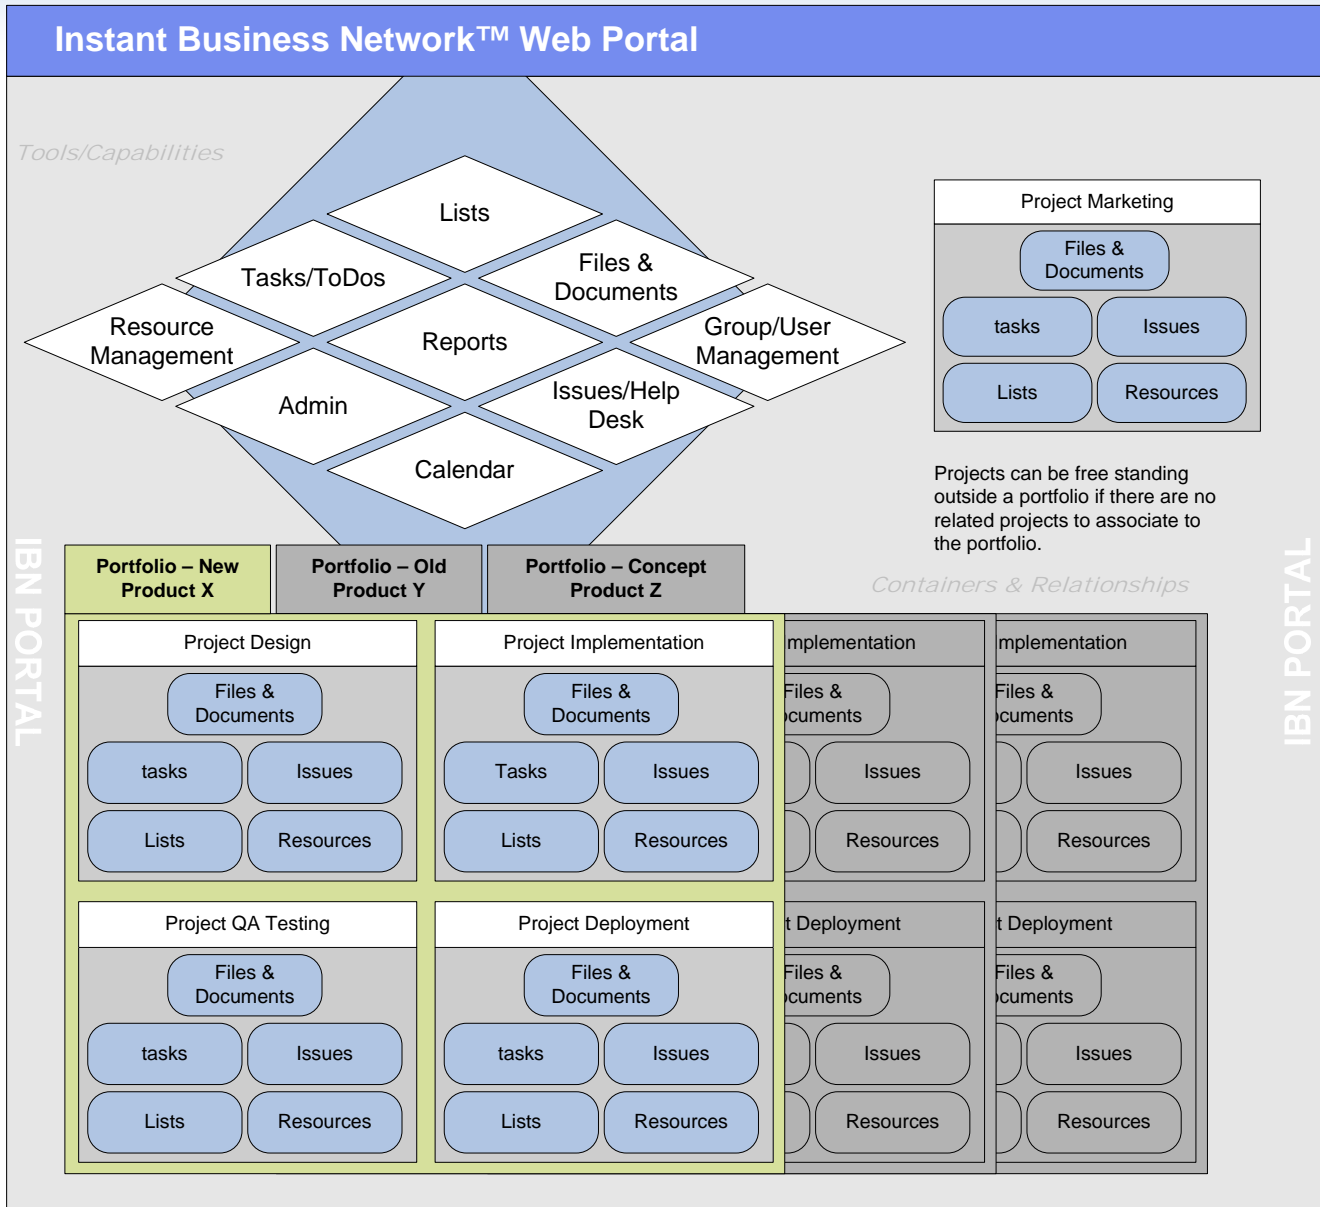 Instant Business Network™ Web Portal
Tools/Capabilities
Lists
Tasks/ToDos
Files &
Documents
Resource
Management
Reports
Group/User
Management
Admin
Issues/Help
Desk
Calendar
Project Marketing
Files &
Documents
tasks
Issues
Lists
Resources
Projects can be free standing
outside a portfolio if there are no
related projects to associate to
the portfolio.
Containers & Relationships
IBN PORTAL
IBN PORTAL
Portfolio – New
Product X
Portfolio – Old
Product Y
Portfolio – Concept
Product Z
Project Design
Files &
Documents
tasks
Issues
Lists
Resources
Project Implementation
Files &
Documents
Tasks
Issues
Lists
Resources
mplementation
Files &
ocuments
Issues
Resources
mplementation
Files &
ocuments
Issues
Resources
Project QA Testing
Files &
Documents
tasks
Issues
Lists
Resources
Project Deployment
Files &
Documents
tasks
Issues
Lists
Resources
t Deployment
Files &
ocuments
Issues
Resources
t Deployment
Files &
ocuments
Issues
Resources